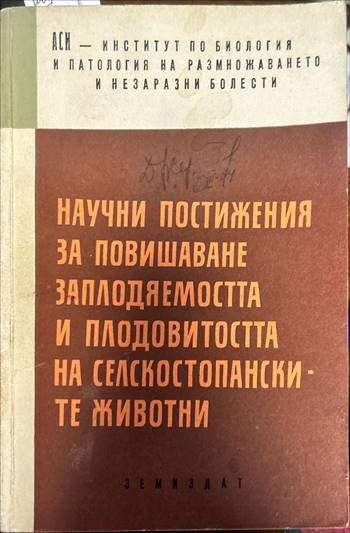 АСН — ИНСТИТУТ ПО БИОЛОГИЯ
И ПАТОЛОГИЯ НА РАЗМНОЖАВАНЕТО
И НЕЗАРАЗНИ БОЛЕСТИ
НАУЧНИ ПОСТИЖЕНИЯ
ЗА ПОВИШАВАНЕ
ЗАПЛОДЯЕМОСТТА
И ПЛОДОВИТОСТТА
НА СЕЛСКОСТОПАНСКИ-
ТЕ ЖИВОТНИ
ЗЕМИЗДАТ